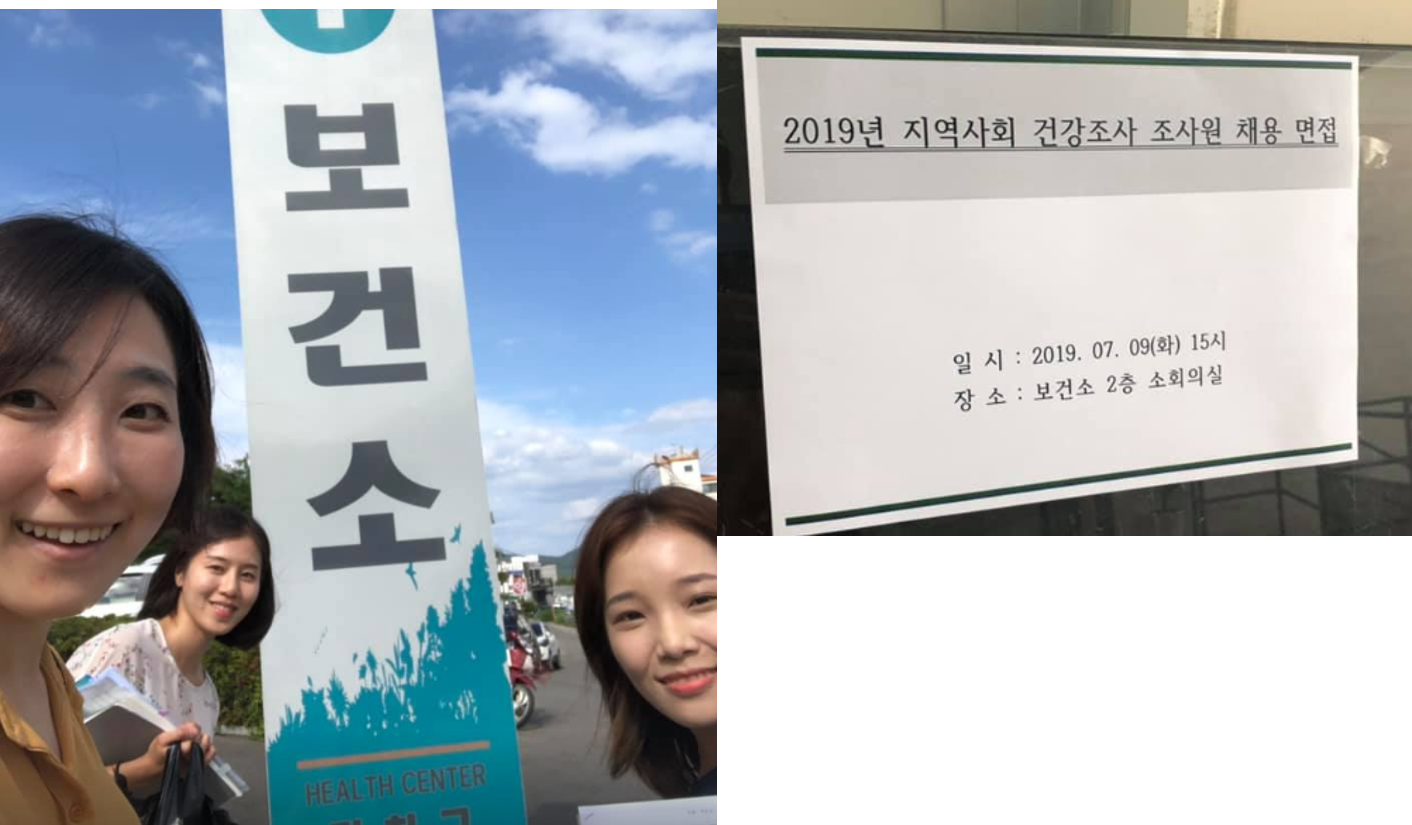 보
건
소
HEALTH CENTER
2019년 지역사회 건강조사 조사원 채용 면접
일 시 : 2019. 07. 09(화) 15시
장 소 : 보건소 2층 소회의실